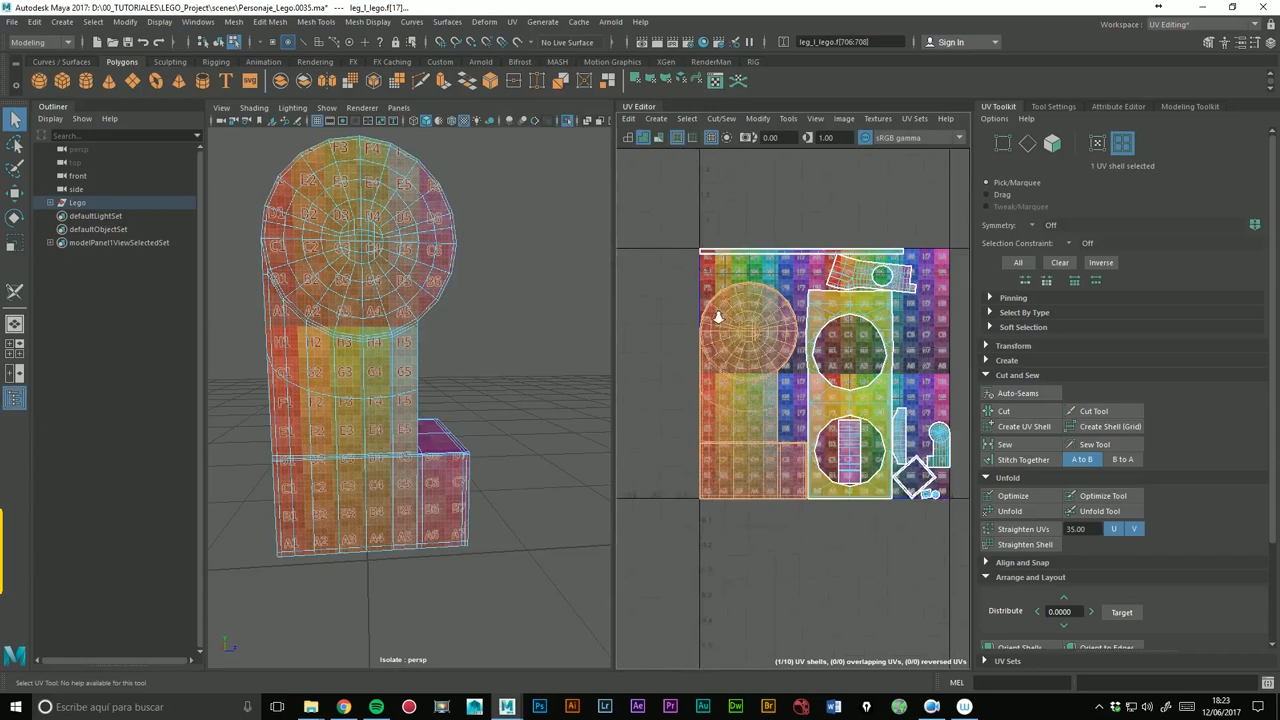 Autodesk Maya 2017: D:\00_TUTORIALES\LEGO_Project\scenes\Personaje_Lego.0035.ma* --- leg_l_lego.f[17]...
File Edit Create Select Modify Display Windows Mesh Edit Mesh Mesh Tools Mesh Display Curves Surfaces Deform UV Generate Cache Arnold Help
Workspace : UV Editing*
Modeling
No Live Surface
leg_l_lego.f[706:708]
Sign In
Curves / Surfaces Polygons Sculpting Rigging Animation Rendering FX FX Caching Custom Arnold Bifrost MASH Motion Graphics XGen RenderMan RIG
Outliner
Display Show Help
Search...
persp
top
front
side
Lego
defaultLightSet
defaultObjectSet
modelPanel1ViewSelectedSet
View Shading Lighting Show Renderer Panels
Isolate : persp
UV Editor
Edit Create Select Cut/Sew Modify Tools View Image Textures UV Sets Help
0.00 1.00 sRGB gamma
(1/10) UV shells, (0/0) overlapping UVs, (0/0) reversed UVs
UV Toolkit Tool Settings Attribute Editor Modeling Toolkit
Options Help
1 UV shell selected
Pick/Marquee
Drag
Tweak/Marquee
Symmetry: Off
Selection Constraint: Off
All Clear Inverse
Pinning
Select By Type
Soft Selection
Transform
Create
Cut and Sew
Auto-Seams
Cut Cut Tool
Create UV Shell Create Shell (Grid)
Sew Sew Tool
Stitch Together A to B B to A
Unfold
Optimize Optimize Tool
Unfold Unfold Tool
Straighten UVs 35.00 U V
Straighten Shell
Align and Snap
Arrange and Layout
Distribute 0.0000 Target
Orient Shells Orient to Edges
UV Sets
Select UV Tool: No help available for this tool
MEL
Escribe aquí para buscar
18:23
12/06/2017